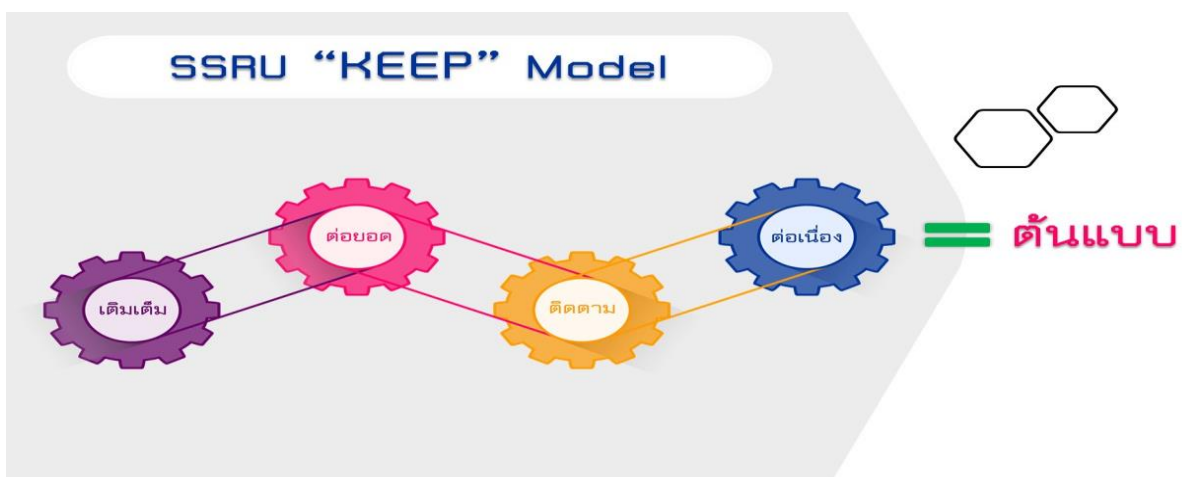 SSRU “KEEP” Model
เติมเต็ม
ต่อยอด
ติดตาม
ต่อเนื่อง
= ต้นแบบ